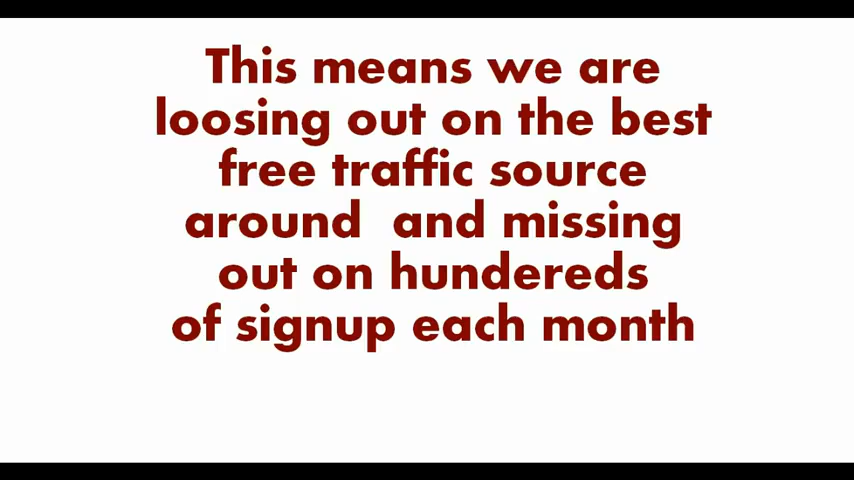 This means we are
loosing out on the best
free traffic source
around  and missing
out on hundereds
of signup each month